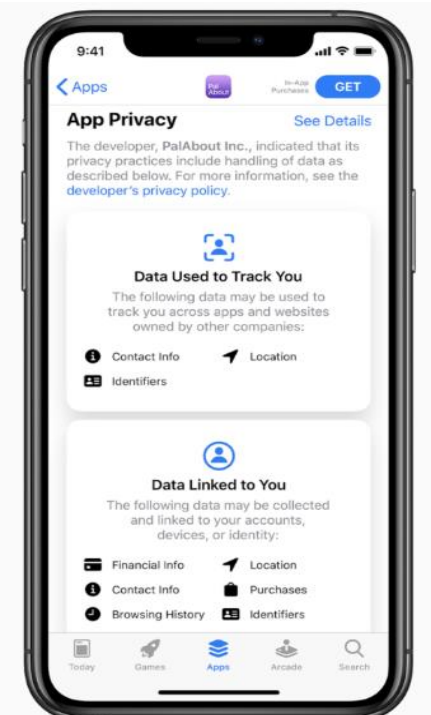 9:41
Apps
Pal About
In-App
Purchases
GET
App Privacy
See Details
The developer, PalAbout Inc., indicated that its
privacy practices include handling of data as
described below. For more information, see the
developer's privacy policy.
Data Used to Track You
The following data may be used to
track you across apps and websites
owned by other companies:
Contact Info
Location
Identifiers
Data Linked to You
The following data may be collected
and linked to your accounts,
devices, or identity:
Financial Info
Location
Contact Info
Purchases
Browsing History
Identifiers
Today
Games
Apps
Arcade
Search